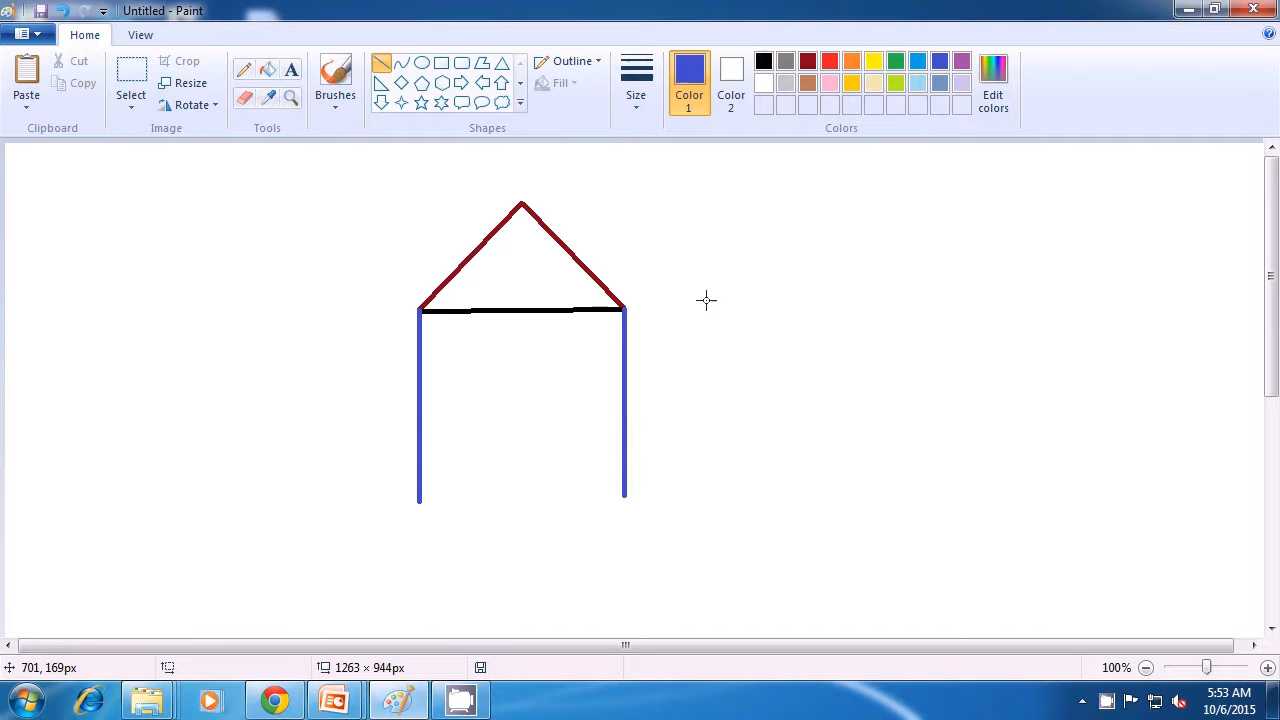 Untitled - Paint
Home View
Paste
Cut
Copy
Clipboard
Select
Crop
Resize
Rotate
Image
A
Tools
Brushes
Outline
Fill
Shapes
Size
Color 1
Color 2
Edit colors
Colors
701, 169px
1263 × 944px
100%
5:53 AM
10/6/2015